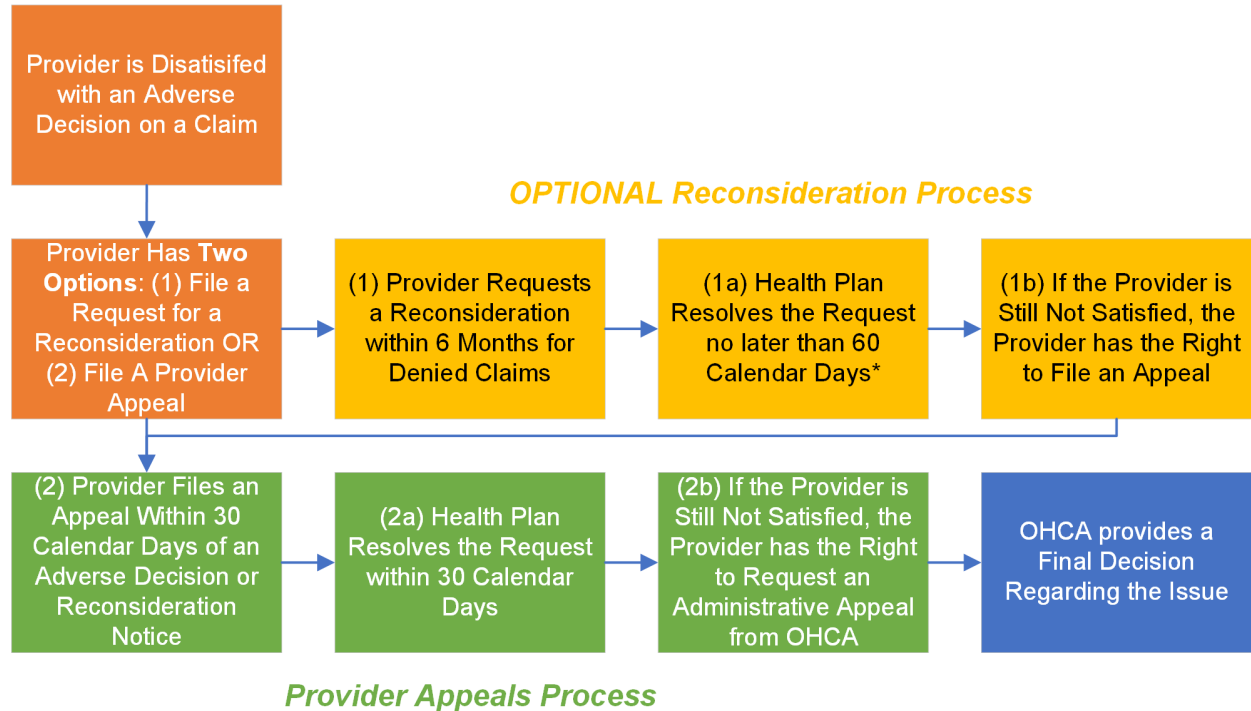 Provider is Disatisifed
with an Adverse
Decision on a Claim
OPTIONAL Reconsideration Process
Provider Has Two
Options: (1) File a
Request for a
Reconsideration OR
(2) File A Provider
Appeal
(1) Provider Requests
a Reconsideration
within 6 Months for
Denied Claims
(1a) Health Plan
Resolves the Request
no later than 60
Calendar Days*
(1b) If the Provider is
Still Not Satisfied, the
Provider has the Right
to File an Appeal
(2) Provider Files an
Appeal Within 30
Calendar Days of an
Adverse Decision or
Reconsideration
Notice
(2a) Health Plan
Resolves the Request
within 30 Calendar
Days
(2b) If the Provider is
Still Not Satisfied, the
Provider has the Right
to Request an
Administrative Appeal
from OHCA
OHCA provides a
Final Decision
Regarding the Issue
Provider Appeals Process